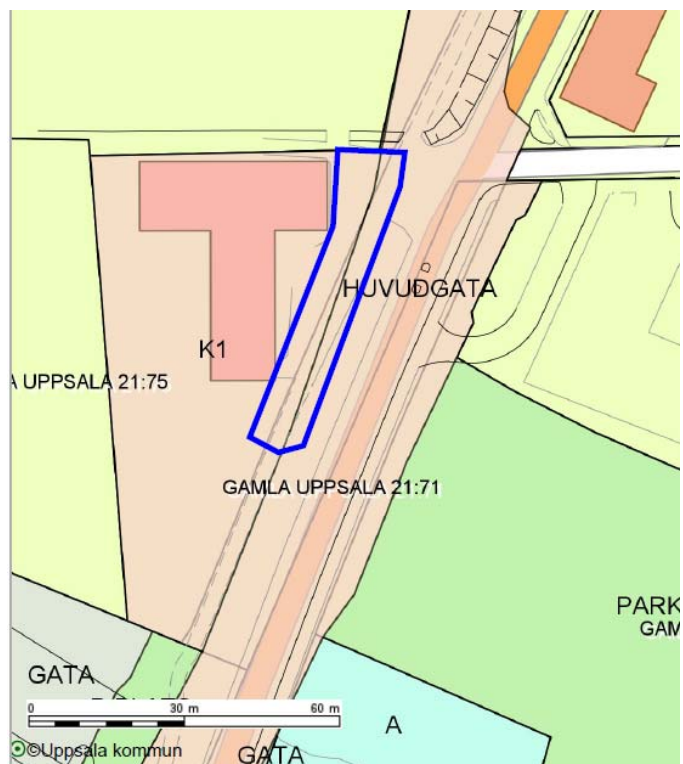 HUVUDGATA
K1
A UPPSALA 21:75
GAMLA UPPSALA 21:71
PARK
GAM
GATA
0 30 m 60 m
A
©Uppsala kommun
GATA